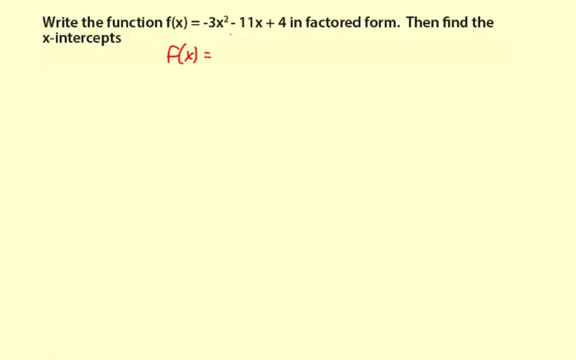 Write the function f(x) = -3x² - 11x + 4 in factored form. Then find the
x-intercepts
f(x) =